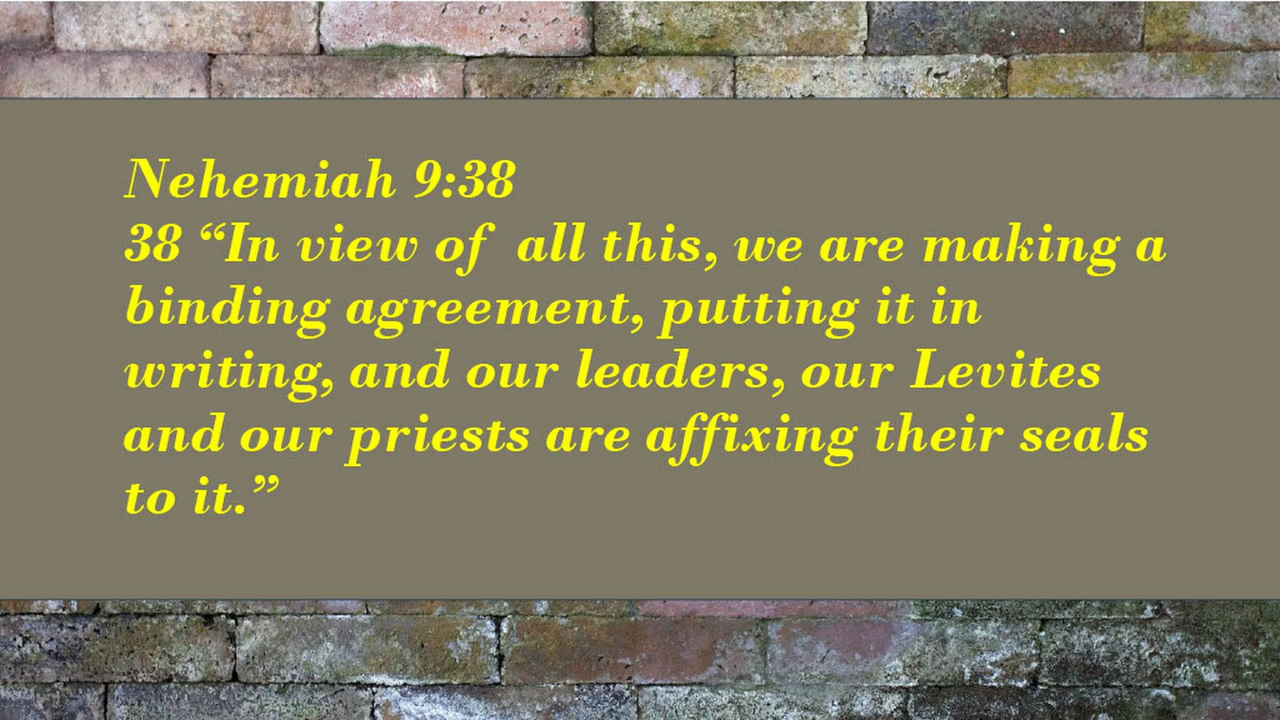 Nehemiah 9:38
38 “In view of all this, we are making a
binding agreement, putting it in
writing, and our leaders, our Levites
and our priests are affixing their seals
to it.”